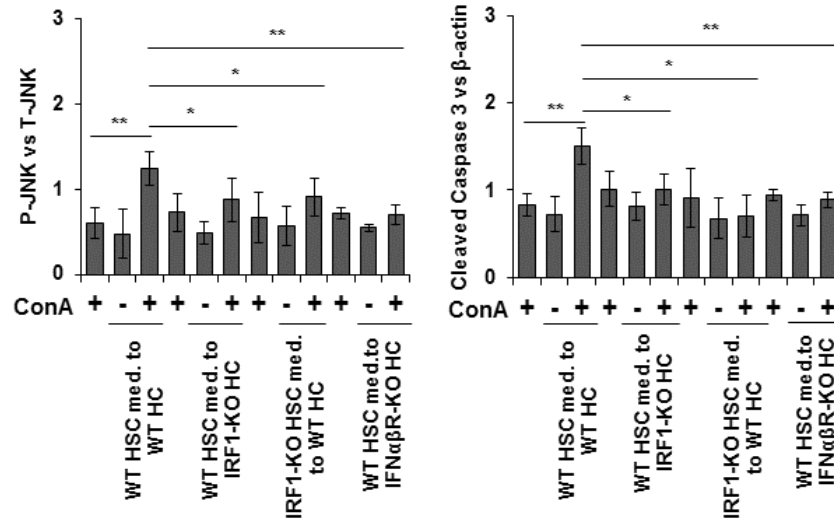 P-JNK vs T-JNK
3
2
1
0
**
*
*
**
ConA + - + + - + + - + + - +
WT HSC med. to
WT HC
WT HSC med. to
IRF1-KO HC
IRF1-KO HSC med.
to WT HC
WT HSC med.to
IFNαβR-KO HC
Cleaved Caspase 3 vs β-actin
3
2
1
0
**
*
*
**
ConA + - + + - + + - + + - +
WT HSC med. to
WT HC
WT HSC med. to
IRF1-KO HC
IRF1-KO HSC med.
to WT HC
WT HSC med.to
IFNαβR-KO HC